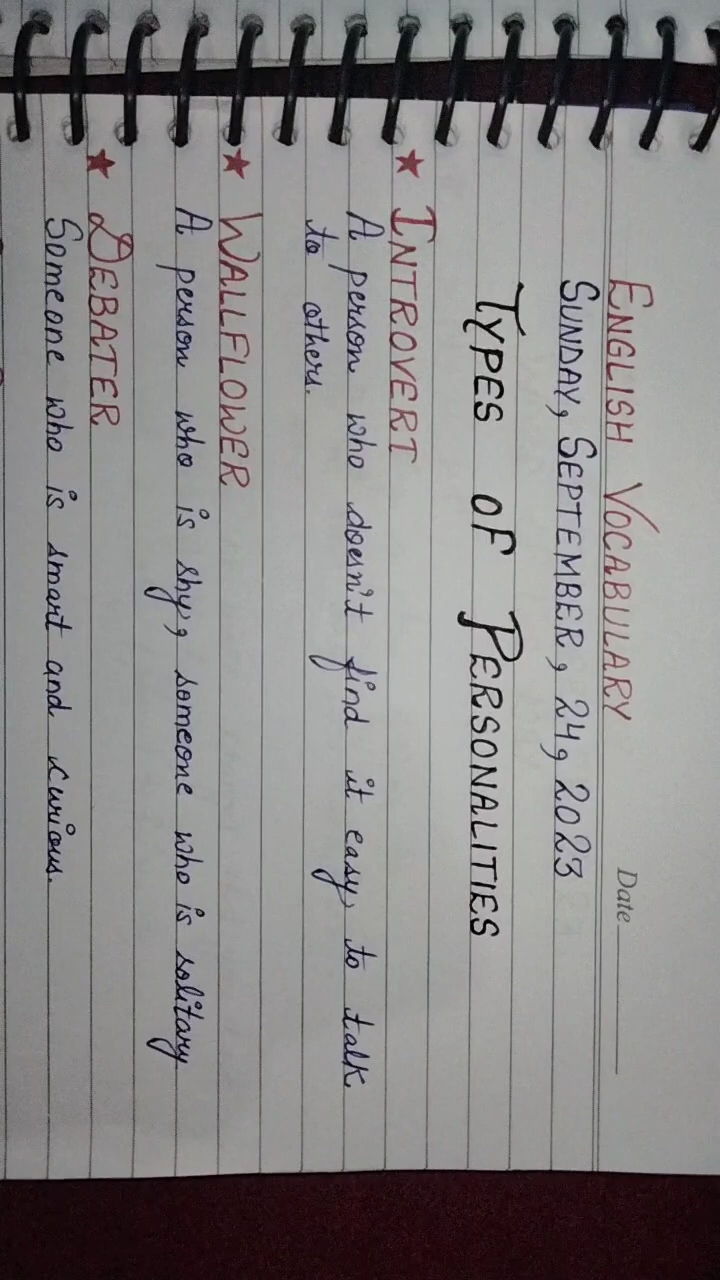 Date
ENGLISH VOCABULARY
SUNDAY, SEPTEMBER, 24, 2023
TYPES OF PERSONALITIES
★ INTROVERT
A person who doesn't find it easy, to talk
to others.
★ WALLFLOWER
A person who is shy, someone who is solitary
★ DEBATER
Someone who is smart and curious.